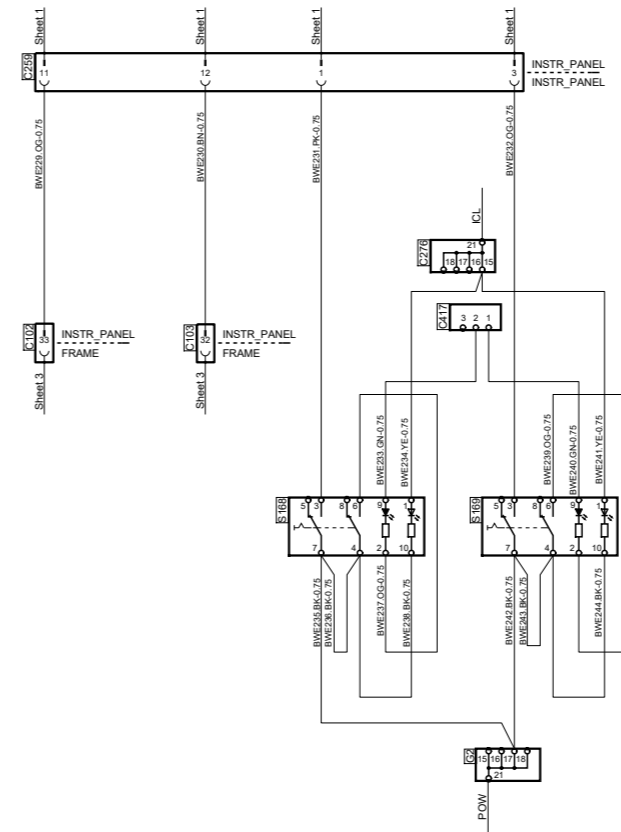 Sheet 1
Sheet 1
Sheet 1
Sheet 1
C259
11
12
1
3
INSTR_PANEL
INSTR_PANEL
BWE229.OG-0.75
BWE230.BN-0.75
BWE231.PK-0.75
BWE232.OG-0.75
ICL
C276
21
18 17 16 15
C417
3 2 1
C102
33
INSTR_PANEL
FRAME
C103
32
INSTR_PANEL
FRAME
Sheet 3
Sheet 3
BWE233.GN-0.75
BWE234.YE-0.75
BWE239.OG-0.75
BWE240.GN-0.75
BWE241.YE-0.75
S168
5 3 8 6 9 1
7 4 2 10
S169
5 3 8 6 9 1
7 4 2 10
BWE235.BK-0.75
BWE236.BK-0.75
BWE237.OG-0.75
BWE238.BK-0.75
BWE242.BK-0.75
BWE243.BK-0.75
BWE244.BK-0.75
G2
15 16 17 18
21
POW